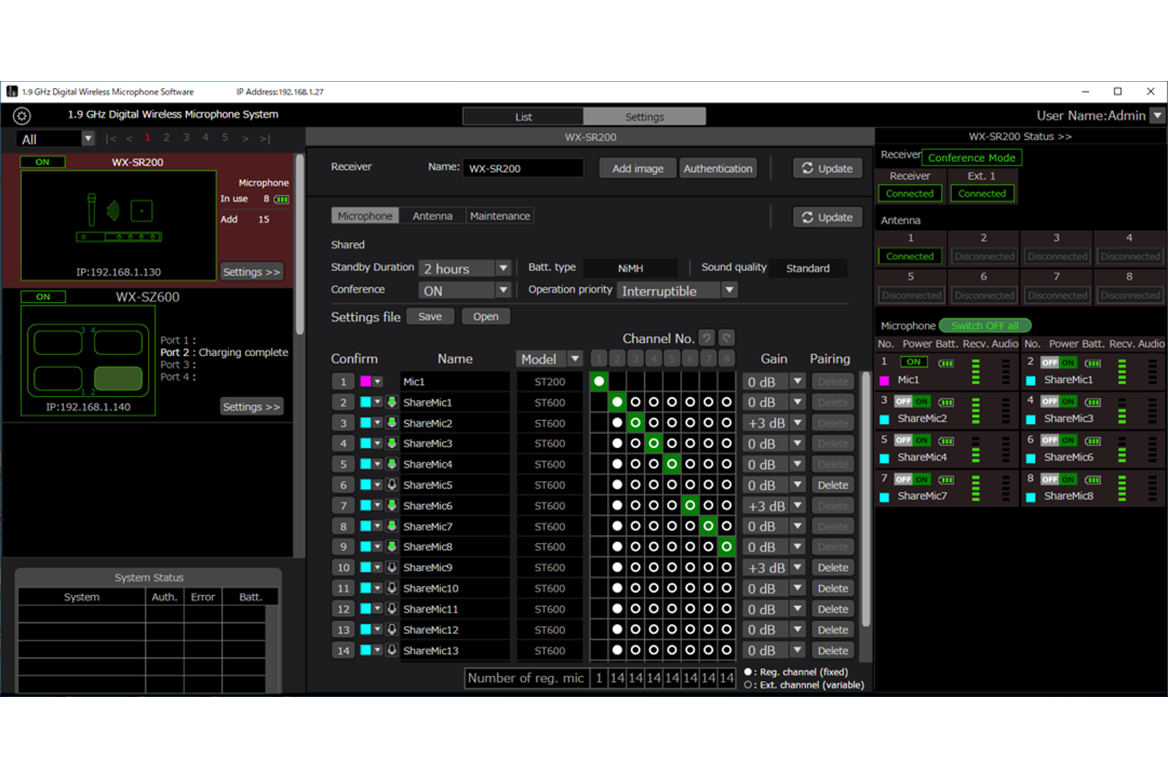 1.9 GHz Digital Wireless Microphone Software IP Address:192.168.1.27
1.9 GHz Digital Wireless Microphone System List Settings User Name:Admin
All |< < 1 2 3 4 5 > >|
ON WX-SR200
Microphone
In use 8
Add 15
IP:192.168.1.130 Settings >>
ON WX-SZ600
3 4
Port 1 :
Port 2 : Charging complete
Port 3 :
Port 4 :
1 2
IP:192.168.1.140 Settings >>
System Status
System Auth. Error Batt.
WX-SR200
Receiver Name: WX-SR200 Add image Authentication Update
Microphone Antenna Maintenance Update
Shared
Standby Duration 2 hours Batt. type NiMH Sound quality Standard
Conference ON Operation priority Interruptible
Settings file Save Open
Channel No. ? ?
Confirm Name Model 1 2 3 4 5 6 7 8 Gain Pairing
1 Mic1 ST200 0 dB Delete
2 ShareMic1 ST600 0 dB Delete
3 ShareMic2 ST600 +3 dB Delete
4 ShareMic3 ST600 0 dB Delete
5 ShareMic4 ST600 0 dB Delete
6 ShareMic5 ST600 0 dB Delete
7 ShareMic6 ST600 +3 dB Delete
8 ShareMic7 ST600 0 dB Delete
9 ShareMic8 ST600 0 dB Delete
10 ShareMic9 ST600 +3 dB Delete
11 ShareMic10 ST600 0 dB Delete
12 ShareMic11 ST600 0 dB Delete
13 ShareMic12 ST600 0 dB Delete
14 ShareMic13 ST600 0 dB Delete
Number of reg. mic 1 14 14 14 14 14 14 14
: Reg. channel (fixed)
: Ext. channnel (variable)
WX-SR200 Status >>
Receiver Conference Mode
Receiver Ext. 1
Connected Connected
Antenna
1 2 3 4
Connected Disconnected Disconnected Disconnected
5 6 7 8
Disconnected Disconnected Disconnected Disconnected
Microphone Switch OFF all
No. Power Batt. Recv. Audio No. Power Batt. Recv. Audio
1 ON 2 OFF ON
Mic1 ShareMic1
3 OFF ON 4 OFF ON
ShareMic2 ShareMic3
5 OFF ON 6 OFF ON
ShareMic4 ShareMic6
7 OFF ON 8 OFF ON
ShareMic7 ShareMic8